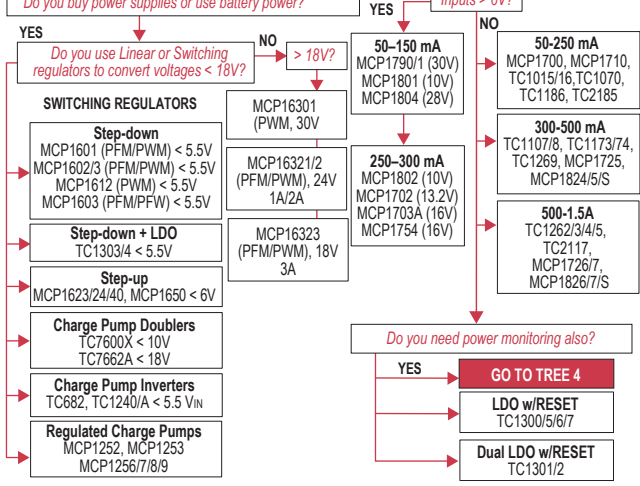 Do you buy power supplies or use battery power?
YES
Do you use Linear or Switching
regulators to convert voltages < 18V?
NO
> 18V?
SWITCHING REGULATORS
Step-down
MCP1601 (PFM/PWM) < 5.5V
MCP1602/3 (PFM/PWM) < 5.5V
MCP1612 (PWM) < 5.5V
MCP1603 (PFM/PFW) < 5.5V
Step-down + LDO
TC1303/4 < 5.5V
Step-up
MCP1623/24/40, MCP1650 < 6V
Charge Pump Doublers
TC7600X < 10V
TC7662A < 18V
Charge Pump Inverters
TC682, TC1240/A < 5.5 VIN
Regulated Charge Pumps
MCP1252, MCP1253
MCP1256/7/8/9
MCP16301
(PWM, 30V
MCP16321/2
(PFM/PWM), 24V
1A/2A
MCP16323
(PFM/PWM), 18V
3A
Inputs > 6V?
YES
50–150 mA
MCP1790/1 (30V)
MCP1801 (10V)
MCP1804 (28V)
250–300 mA
MCP1802 (10V)
MCP1702 (13.2V)
MCP1703A (16V)
MCP1754 (16V)
NO
50-250 mA
MCP1700, MCP1710,
TC1015/16,TC1070,
TC1186, TC2185
300-500 mA
TC1107/8, TC1173/74,
TC1269, MCP1725,
MCP1824/5/S
500-1.5A
TC1262/3/4/5,
TC2117,
MCP1726/7,
MCP1826/7/S
Do you need power monitoring also?
YES
GO TO TREE 4
LDO w/RESET
TC1300/5/6/7
Dual LDO w/RESET
TC1301/2